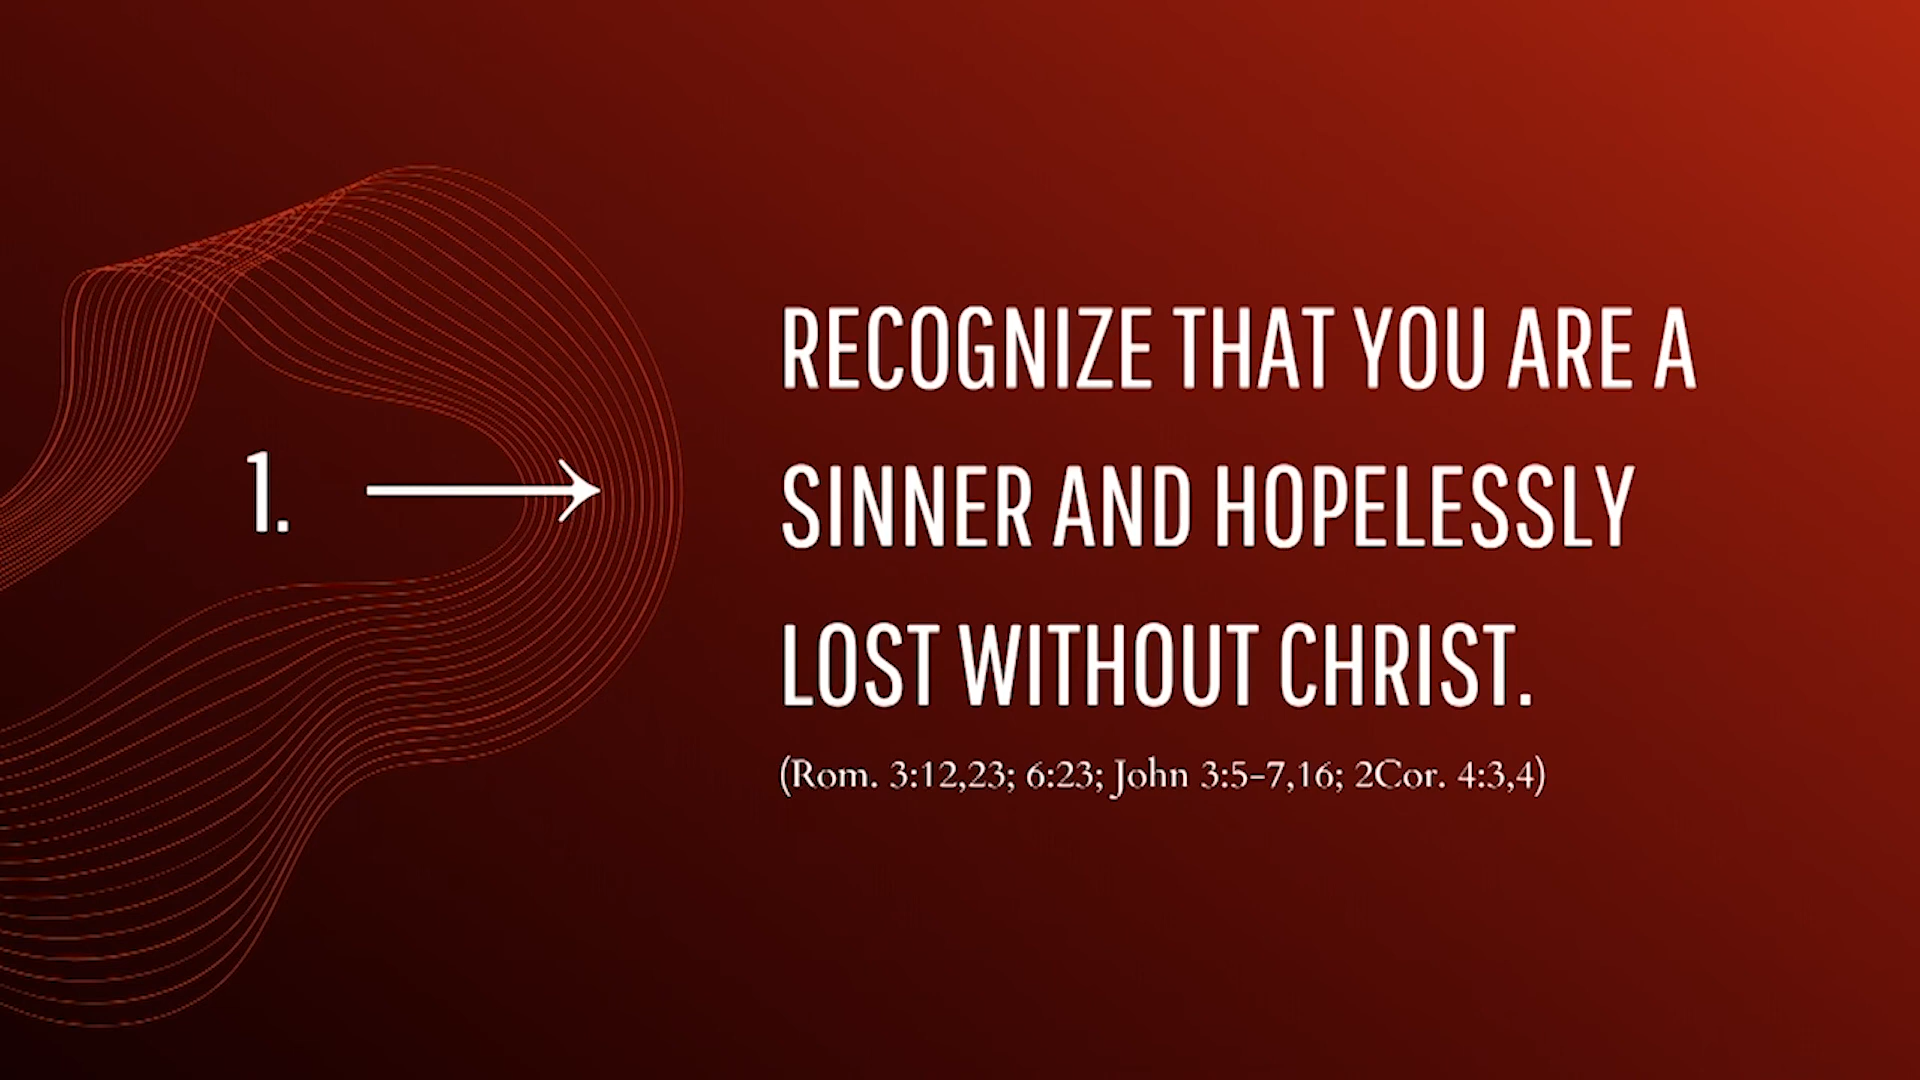 1.
RECOGNIZE THAT YOU ARE A
SINNER AND HOPELESSLY
LOST WITHOUT CHRIST.
(Rom. 3:12,23; 6:23; John 3:5-7,16; 2Cor. 4:3,4)